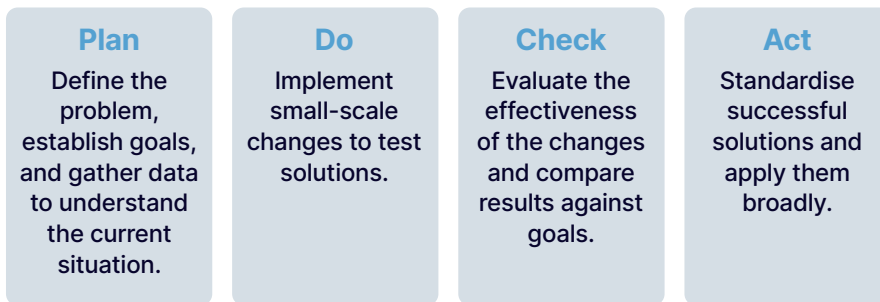 Plan
Define the
problem,
establish goals,
and gather data
to understand
the current
situation.
Do
Implement
small-scale
changes to test
solutions.
Check
Evaluate the
effectiveness
of the changes
and compare
results against
goals.
Act
Standardise
successful
solutions and
apply them
broadly.